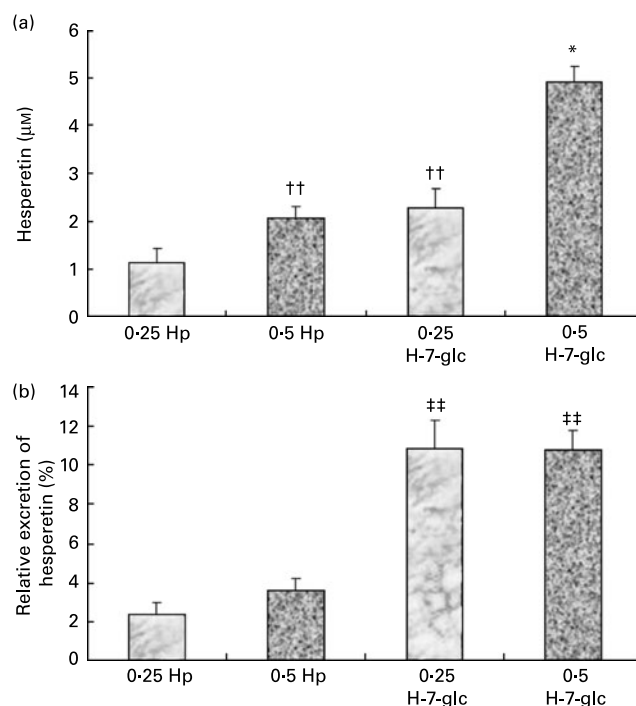 (a)
6
5
4
3
2
1
0
Hesperetin (μM)
††
††
*
0·25 Hp
0·5 Hp
0·25
H-7-glc
0·5
H-7-glc
(b)
14
12
10
8
6
4
2
0
Relative excretion of
hesperetin (%)
‡‡
‡‡
0·25 Hp
0·5 Hp
0·25
H-7-glc
0·5
H-7-glc